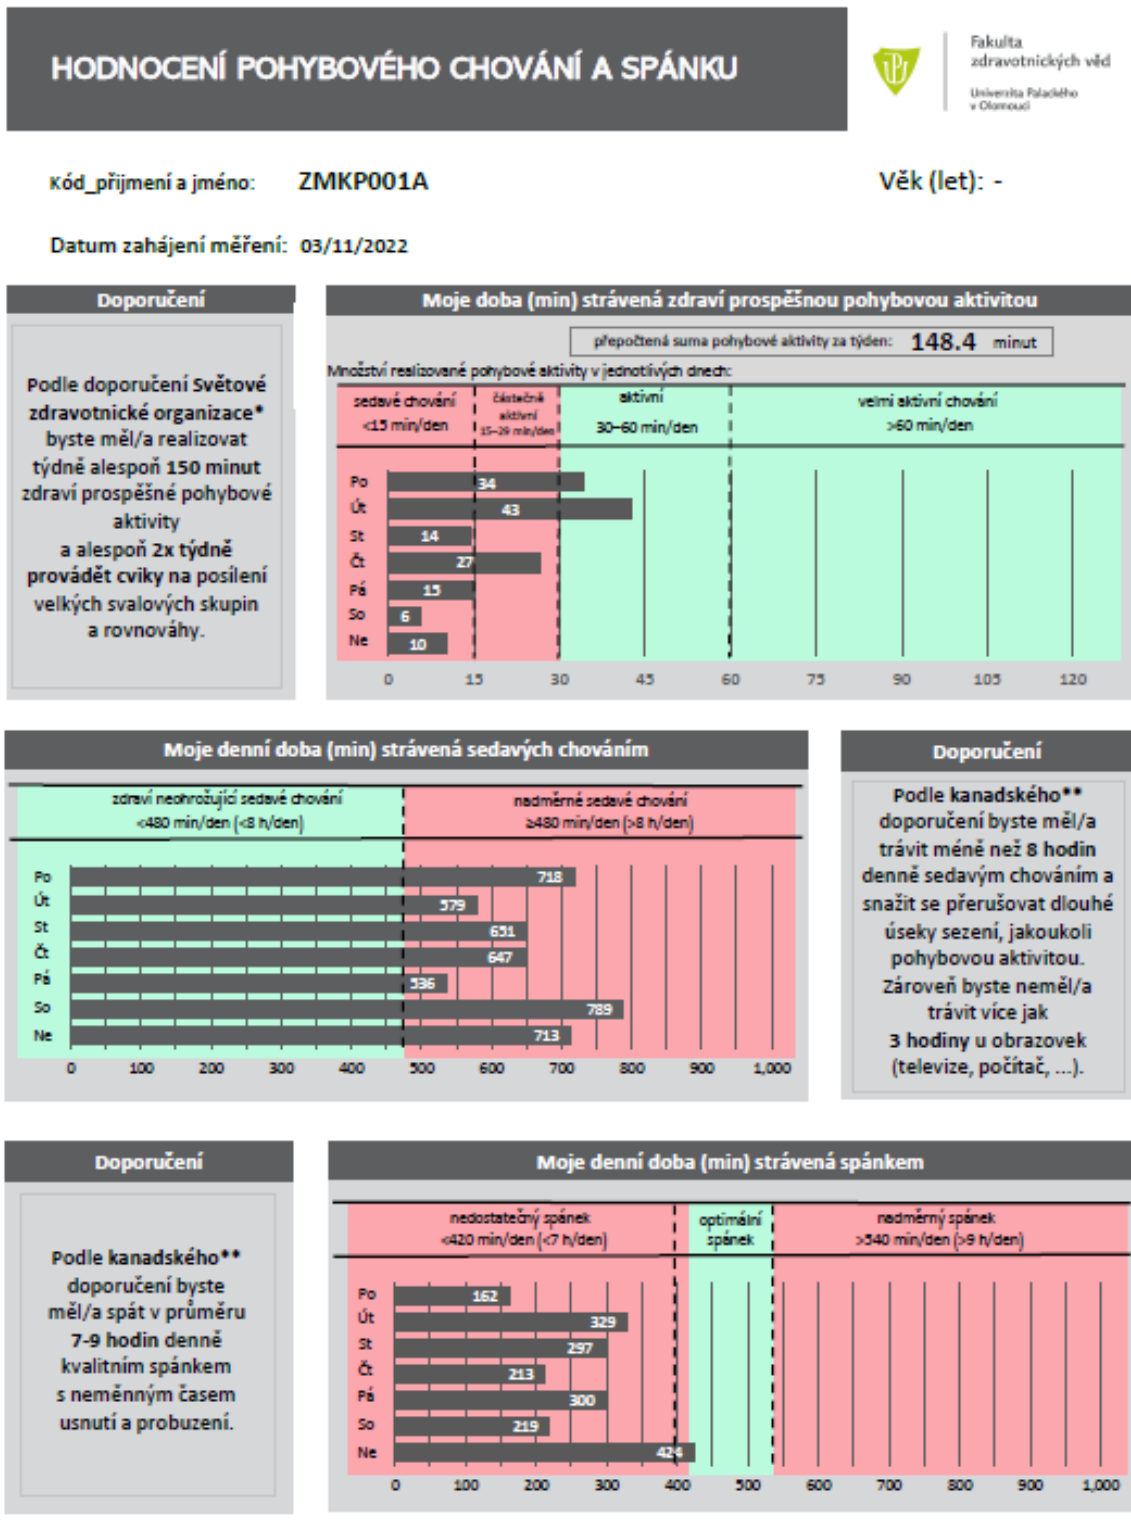 HODNOCENÍ POHYBOVÉHO CHOVÁNÍ A SPÁNKU
Fakulta
zdravotnických věd
Univerzita Palackého
v Olomouci
Kód_přijmení a jméno: ZMKP001A
Věk (let): -
Datum zahájení měření: 03/11/2022
Doporučení
Podle doporučení Světové
zdravotnické organizace*
byste měl/a realizovat
týdně alespoň 150 minut
zdraví prospěšné pohybové
aktivity
a alespoň 2x týdně
provádět cviky na posílení
velkých svalových skupin
a rovnováhy.
Moje doba (min) strávená zdraví prospěšnou pohybovou aktivitou
přepočtená suma pohybové aktivity za týden: 148.4 minut
Množství realizované pohybové aktivity v jednotlivých dnech:
sedavé chování
<15 min/den
částečně
aktivní
15–29 min/den
aktivní
30–60 min/den
velmi aktivní chování
>60 min/den
Po 34
Út 43
St 14
Čt 27
Pá 15
So 6
Ne 10
0 15 30 45 60 75 90 105 120
Moje denní doba (min) strávená sedavých chováním
zdraví neohrožující sedavé chování
<480 min/den (<8 h/den)
nadměrné sedavé chování
≥480 min/den (>8 h/den)
Po 718
Út 579
St 651
Čt 647
Pá 536
So 789
Ne 713
0 100 200 300 400 500 600 700 800 900 1,000
Doporučení
Podle kanadského**
doporučení byste měl/a
trávit méně než 8 hodin
denně sedavým chováním a
snažit se přerušovat dlouhé
úseky sezení, jakoukoli
pohybovou aktivitou.
Zároveň byste neměl/a
trávit více jak
3 hodiny u obrazovek
(televize, počítač, ...).
Doporučení
Podle kanadského**
doporučení byste
měl/a spát v průměru
7-9 hodin denně
kvalitním spánkem
s neměnným časem
usnutí a probuzení.
Moje denní doba (min) strávená spánkem
nedostatečný spánek
<420 min/den (<7 h/den)
optimální
spánek
nadměrný spánek
>540 min/den (>9 h/den)
Po 162
Út 329
St 297
Čt 213
Pá 300
So 219
Ne 424
0 100 200 300 400 500 600 700 800 900 1,000